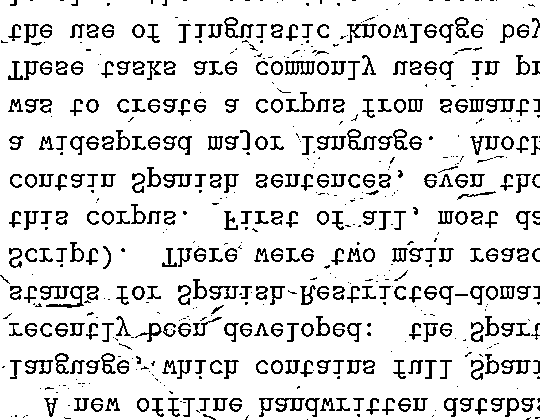 A new offline handwritten databas
language, which contains full Spani
recently been developed: the Spart
stands for Spanish Restricted-domai
Script). There were two main reaso
this corpus. First of all, most da
contain Spanish sentences, even tho
a widespread major language. Anoth
was to create a corpus from semanti
These tasks are commonly used in pr
the use of linguistic knowledge bey